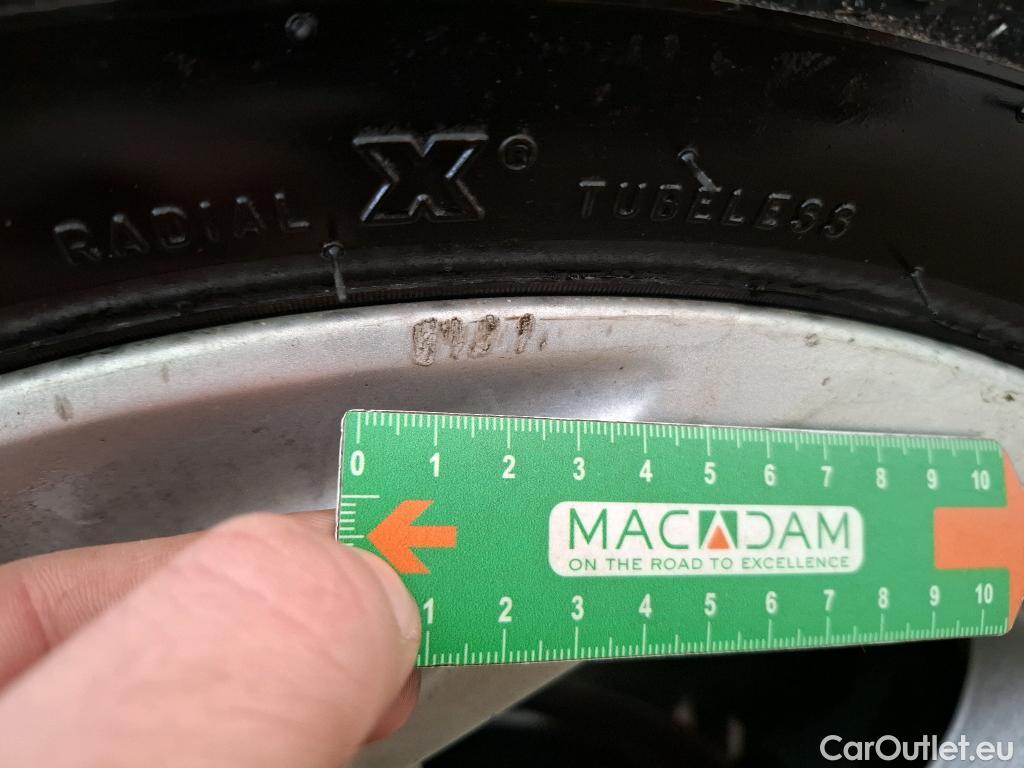 RADIAL X® TUBELESS
0 1 2 3 4 5 6 7 8 9 10
MACADAM
ON THE ROAD TO EXCELLENCE
1 2 3 4 5 6 7 8 9 10
CarOutlet.eu